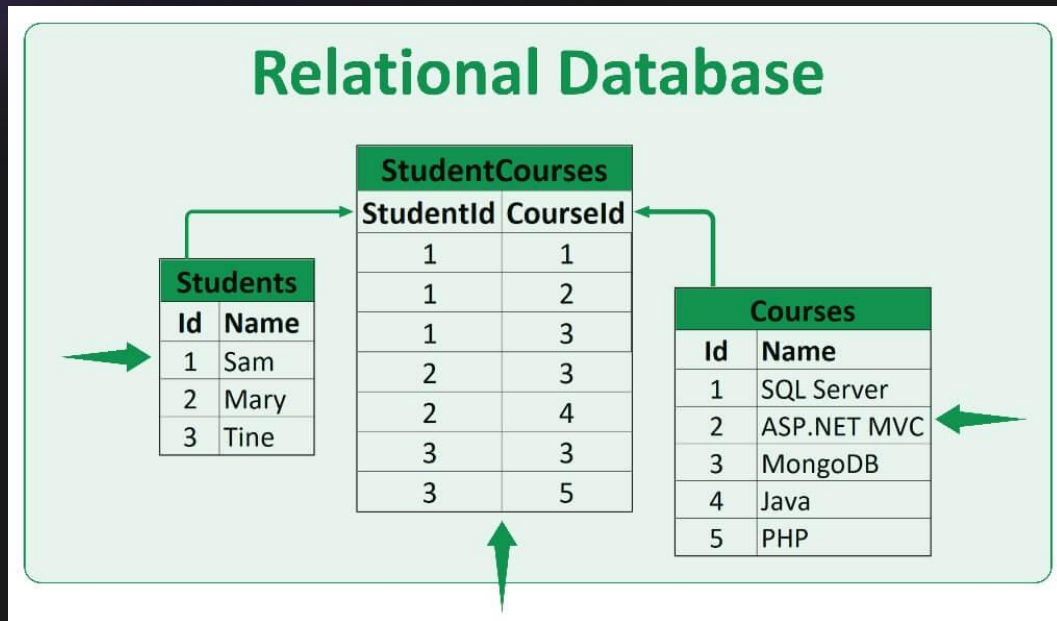 Relational Database
StudentCourses
StudentId CourseId
1 1
1 2
1 3
2 3
2 4
3 3
3 5
Students
Id Name
1 Sam
2 Mary
3 Tine
Courses
Id Name
1 SQL Server
2 ASP.NET MVC
3 MongoDB
4 Java
5 PHP